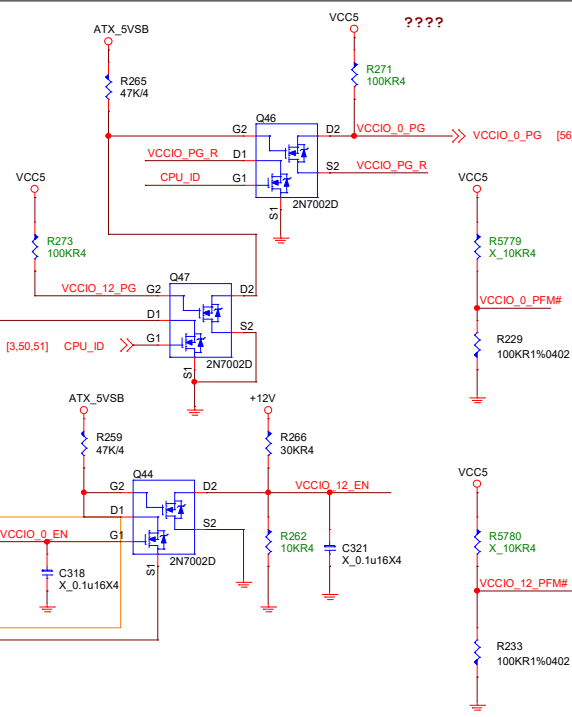 VCC5
????
ATX_5VSB
R271
100KR4
R265
47K/4
Q46
G2
D2
VCCIO_0_PG
VCCIO_0_PG
[56
VCCIO_PG_R
D1
S2
VCCIO_PG_R
CPU_ID
G1
VCC5
VCC5
S1
2N7002D
R273
100KR4
R5779
X_10KR4
Q47
VCCIO_12_PG
G2
D2
VCCIO_0_PFM#
D1
S2
[3,50,51]
CPU_ID
G1
R229
100KR1%0402
S1
2N7002D
ATX_5VSB
+12V
R259
47K/4
R266
30KR4
Q44
VCC5
G2
D2
VCCIO_12_EN
D1
S2
VCCIO_0_EN
G1
R262
10KR4
R5780
X_10KR4
C321
X_0.1u16X4
S1
2N7002D
C318
X_0.1u16X4
VCCIO_12_PFM#
R233
100KR1%0402